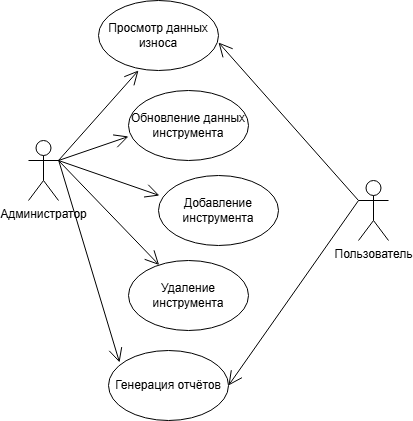 Просмотр данных
износа
Обновление данных
инструмента
Администратор
Добавление
инструмента
Пользователь
Удаление
инструмента
Генерация отчётов